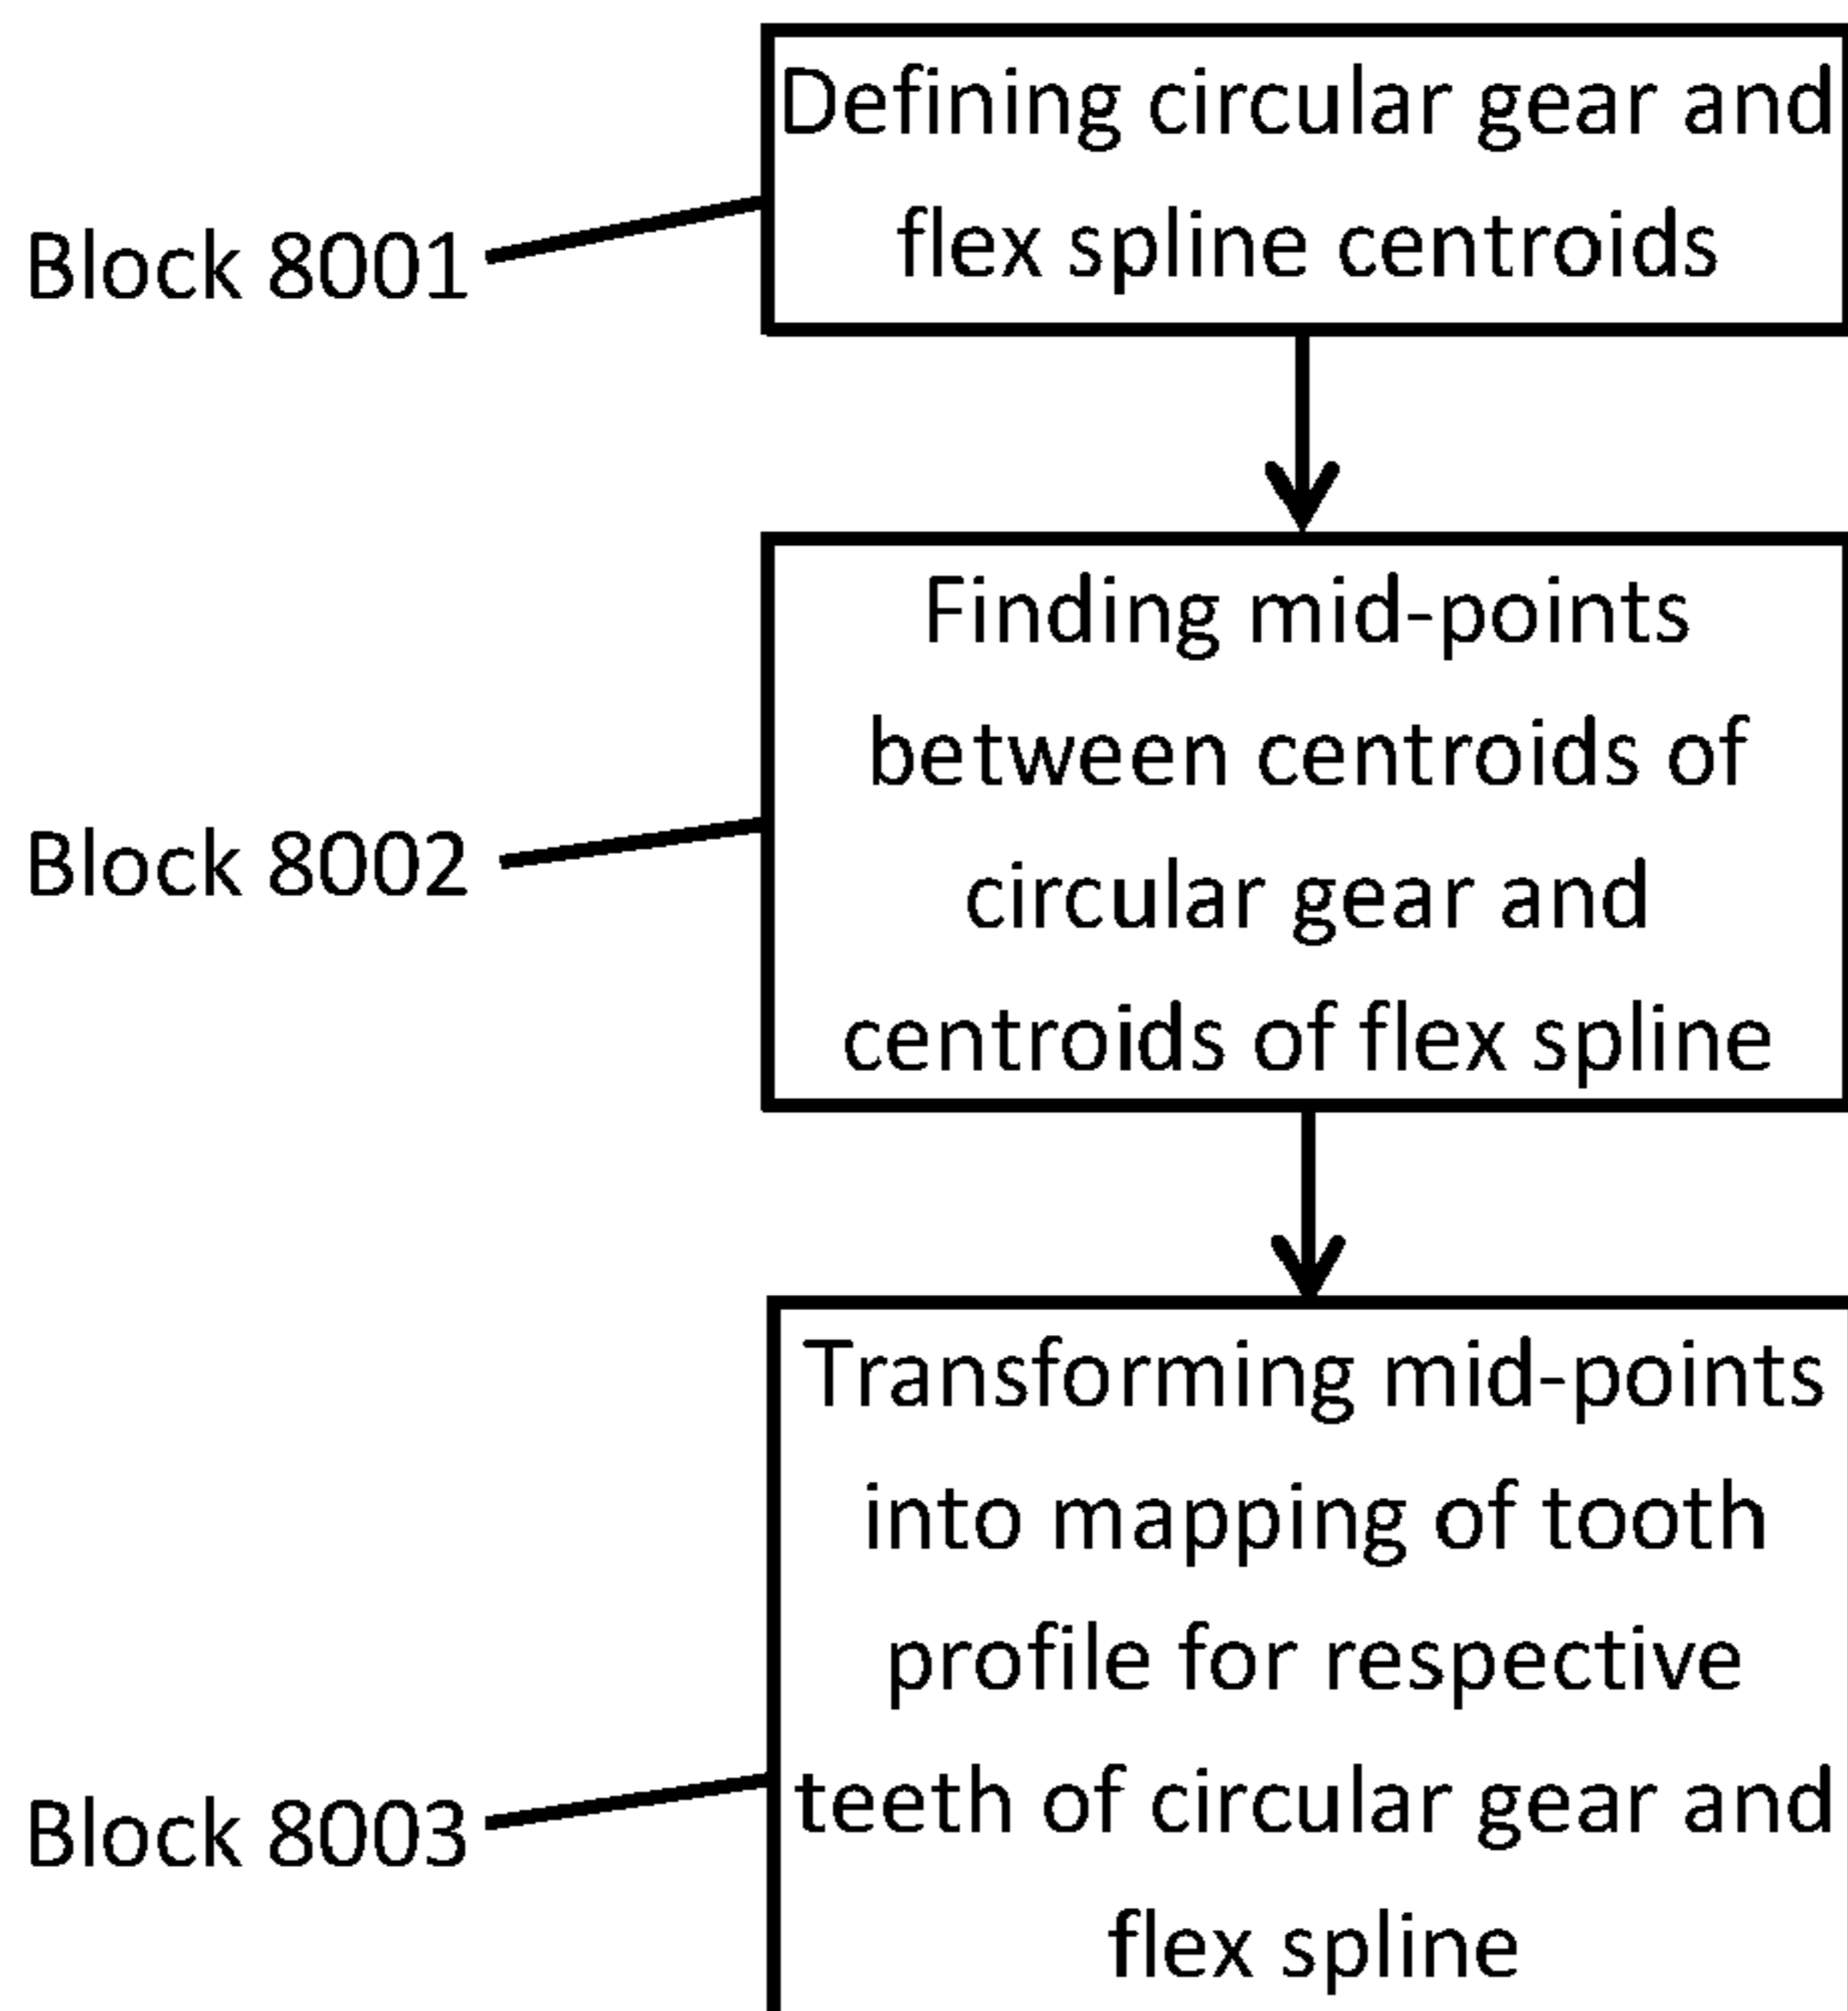 Defining circular gear and
flex spline centroids
Block 8001
Finding mid-points
between centroids of
circular gear and
centroids of flex spline
Block 8002
Transforming mid-points
into mapping of tooth
profile for respective
teeth of circular gear and
flex spline
Block 8003